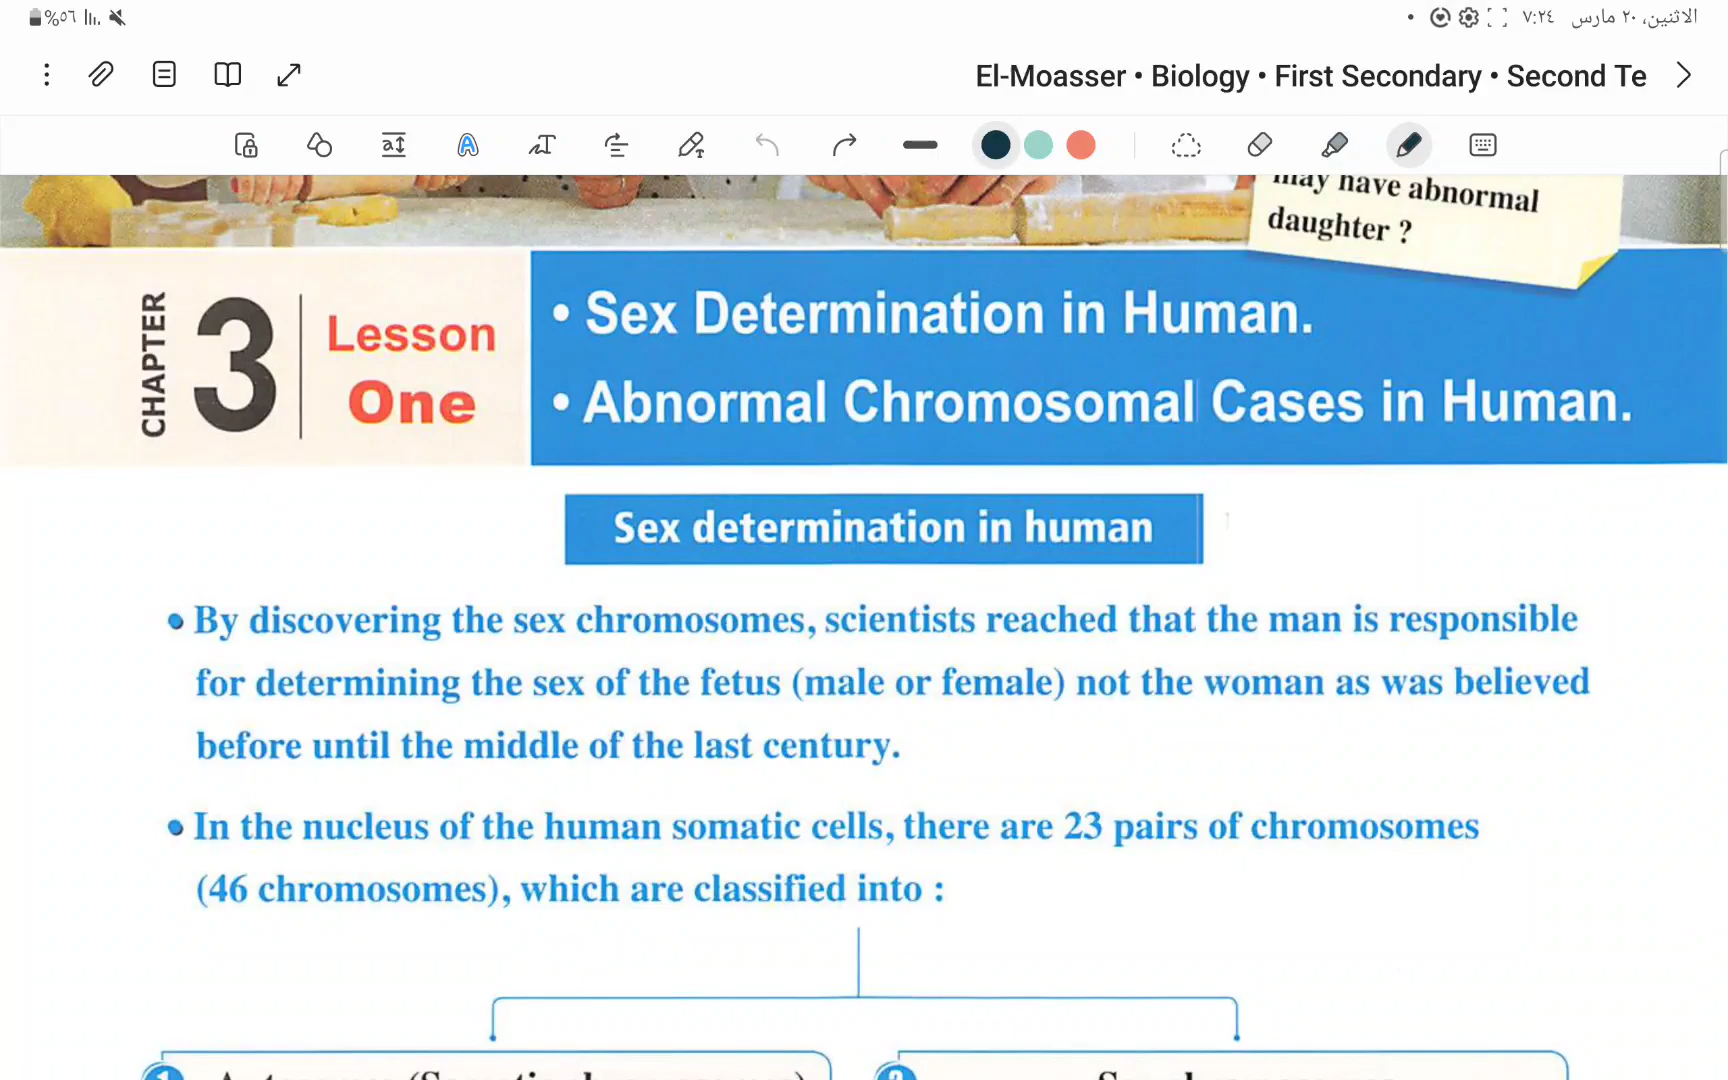 %٥٦
٧:٢٤ الاثنين، ٢٠ مارس
El-Moasser • Biology • First Secondary • Second Te
may have abnormal
daughter ?
CHAPTER 3
Lesson
One
• Sex Determination in Human.
• Abnormal Chromosomal Cases in Human.
Sex determination in human
• By discovering the sex chromosomes, scientists reached that the man is responsible
for determining the sex of the fetus (male or female) not the woman as was believed
before until the middle of the last century.
• In the nucleus of the human somatic cells, there are 23 pairs of chromosomes
(46 chromosomes), which are classified into :